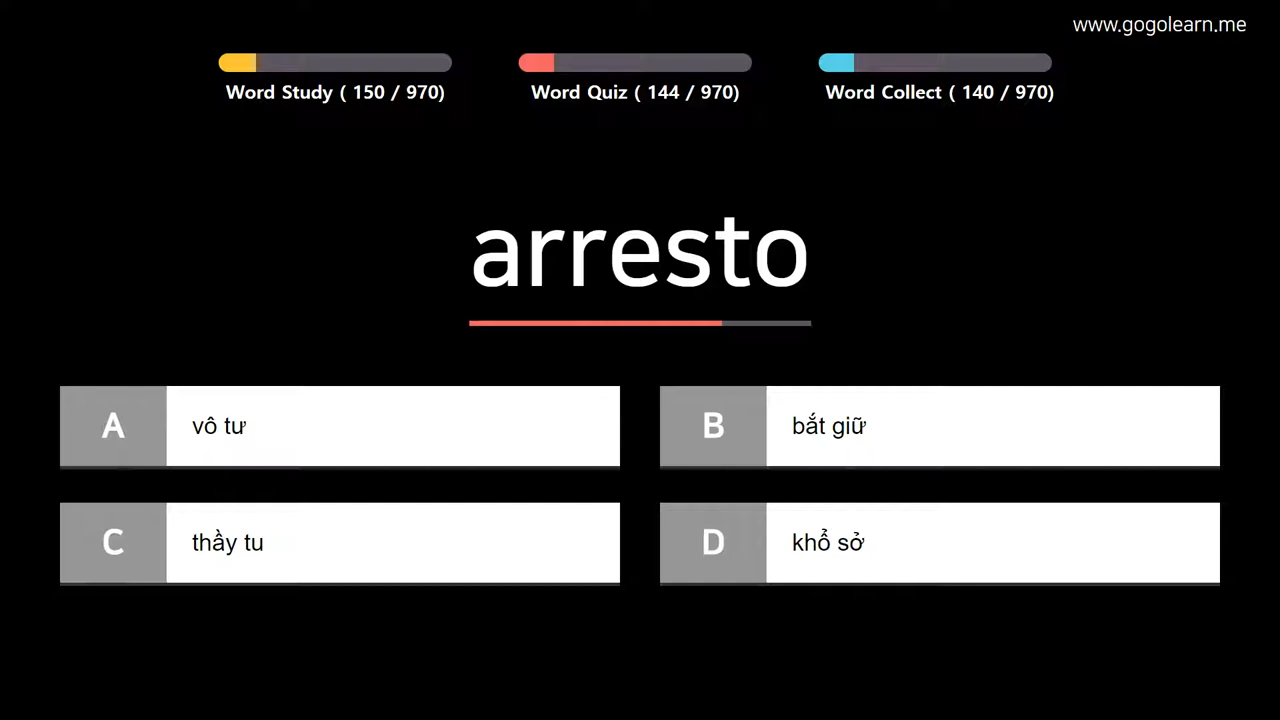 www.gogolearn.me
Word Study ( 150 / 970)
Word Quiz ( 144 / 970)
Word Collect ( 140 / 970)
arresto
A vô tư
B bắt giữ
C thầy tu
D khổ sở